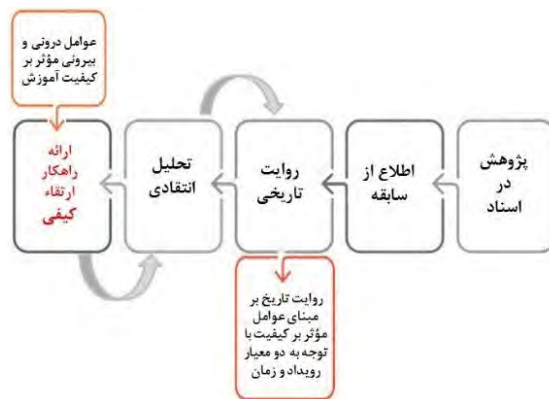 عوامل درونی و
بیرونی مؤثر بر
کیفیت آموزش
پژوهش
در
اسناد
اطلاع از
سابقه
روایت
تاریخی
تحلیل
انتقادی
ارائه
راهکار
ارتقاء
کیفی
روایت تاریخ بر
مبنای عوامل
مؤثر بر کیفیت با
توجه به دو معیار
رویداد و زمان